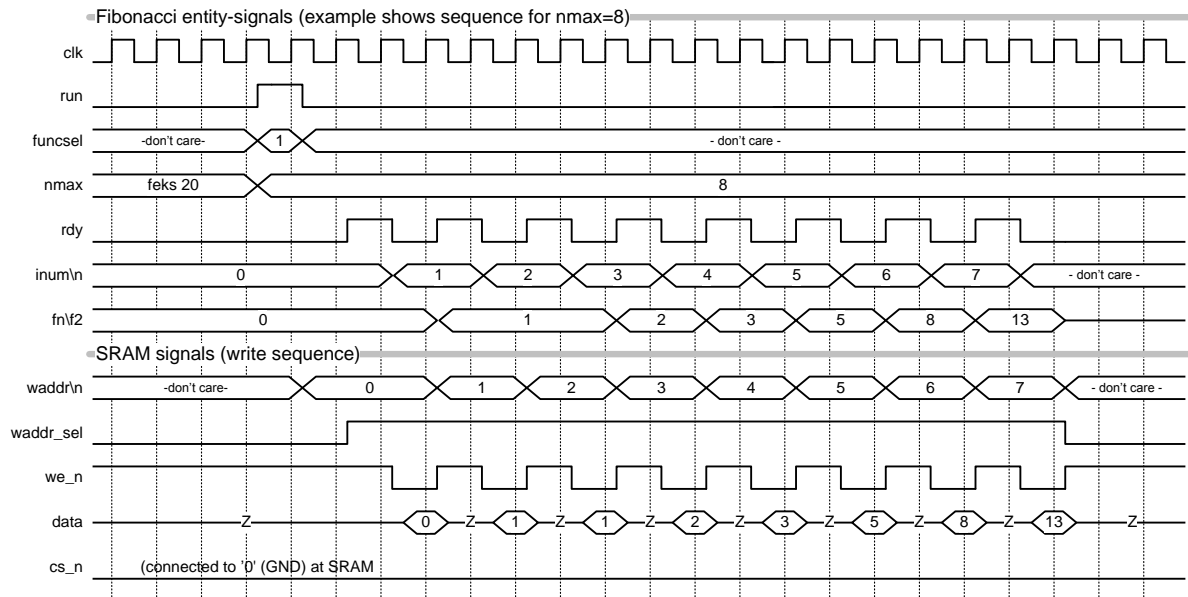 Fibonacci entity-signals (example shows sequence for nmax=8)
clk
run
funcsel -don't care- 1 - don't care -
nmax feks 20 8
rdy
inum\n 0 1 2 3 4 5 6 7 - don't care -
fn\f2 0 1 2 3 5 8 13
SRAM signals (write sequence)
waddr\n -don't care- 0 1 2 3 4 5 6 7 - don't care -
waddr_sel
we_n
data Z 0 Z 1 Z 1 Z 2 Z 3 Z 5 Z 8 Z 13 Z
cs_n (connected to '0' (GND) at SRAM